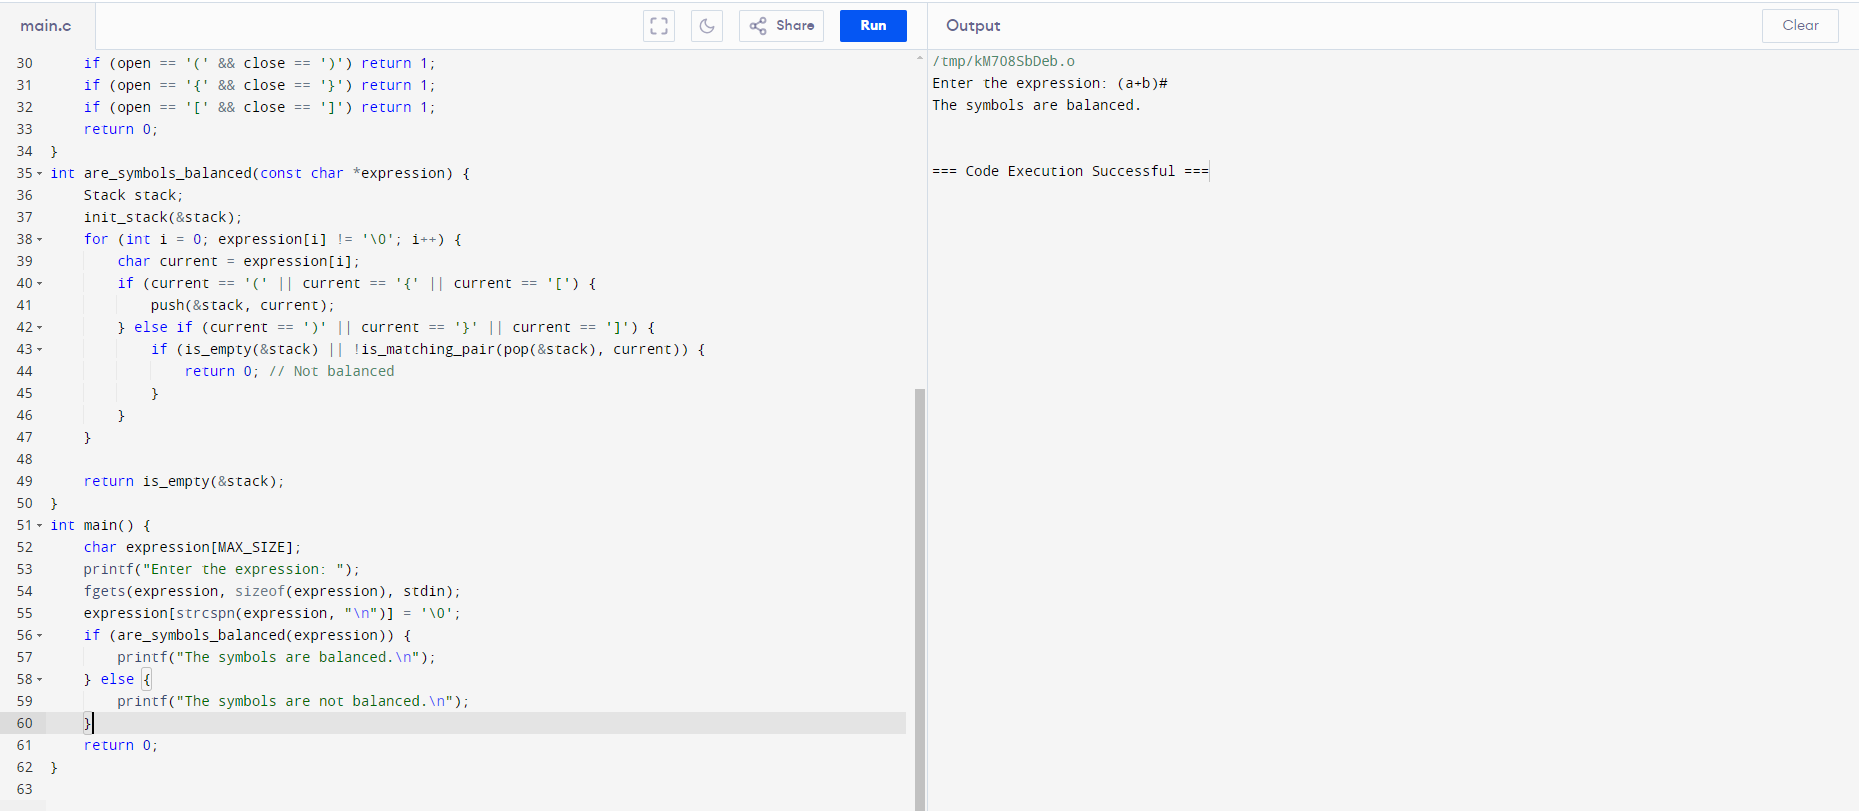 main.c
Share
Run
Output
Clear
30     if (open == '(' && close == ')') return 1;
31     if (open == '{' && close == '}') return 1;
32     if (open == '[' && close == ']') return 1;
33     return 0;
34 }
35 int are_symbols_balanced(const char *expression) {
36     Stack stack;
37     init_stack(&stack);
38     for (int i = 0; expression[i] != '\0'; i++) {
39         char current = expression[i];
40         if (current == '(' || current == '{' || current == '[') {
41             push(&stack, current);
42         } else if (current == ')' || current == '}' || current == ']') {
43             if (is_empty(&stack) || !is_matching_pair(pop(&stack), current)) {
44                 return 0; // Not balanced
45             }
46         }
47     }
48
49     return is_empty(&stack);
50 }
51 int main() {
52     char expression[MAX_SIZE];
53     printf("Enter the expression: ");
54     fgets(expression, sizeof(expression), stdin);
55     expression[strcspn(expression, "\n")] = '\0';
56     if (are_symbols_balanced(expression)) {
57         printf("The symbols are balanced.\n");
58     } else {
59         printf("The symbols are not balanced.\n");
60     }
61     return 0;
62 }
63
/tmp/kM708SbDeb.o
Enter the expression: (a+b)#
The symbols are balanced.
=== Code Execution Successful ===